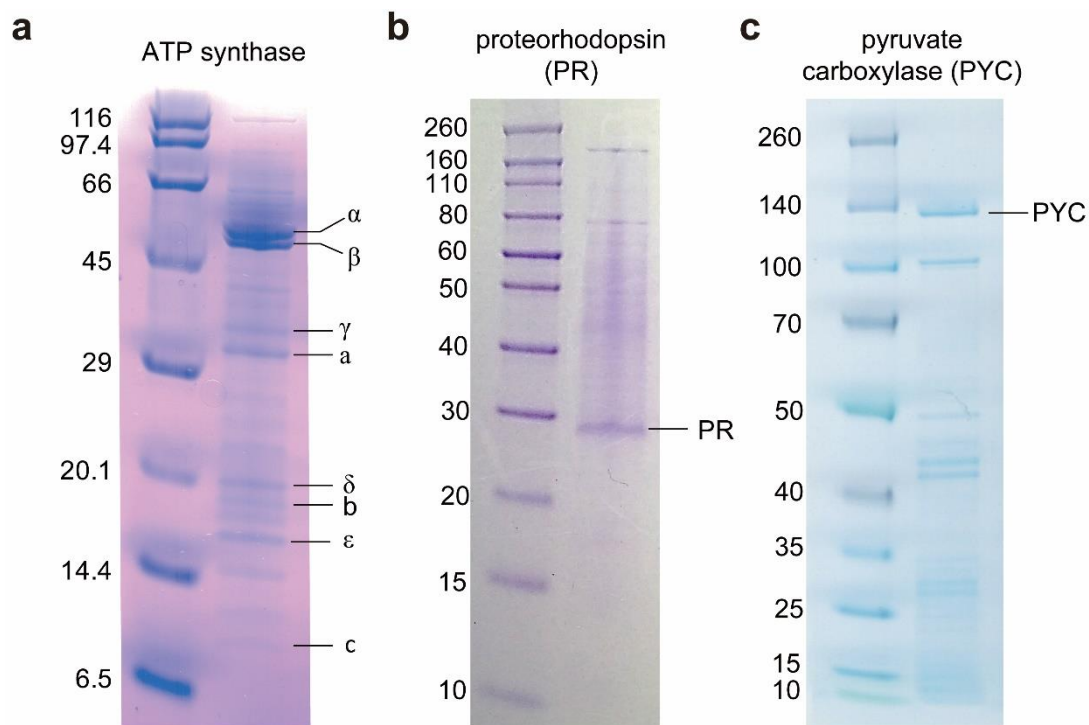 a
ATP synthase
116
97.4
66
45
29
20.1
14.4
6.5
α
β
γ
a
δ
b
ε
c
b
proteorhodopsin
(PR)
260
160
110
80
60
50
40
30
20
15
10
PR
c
pyruvate
carboxylase (PYC)
260
140
100
70
50
40
35
25
15
10
PYC